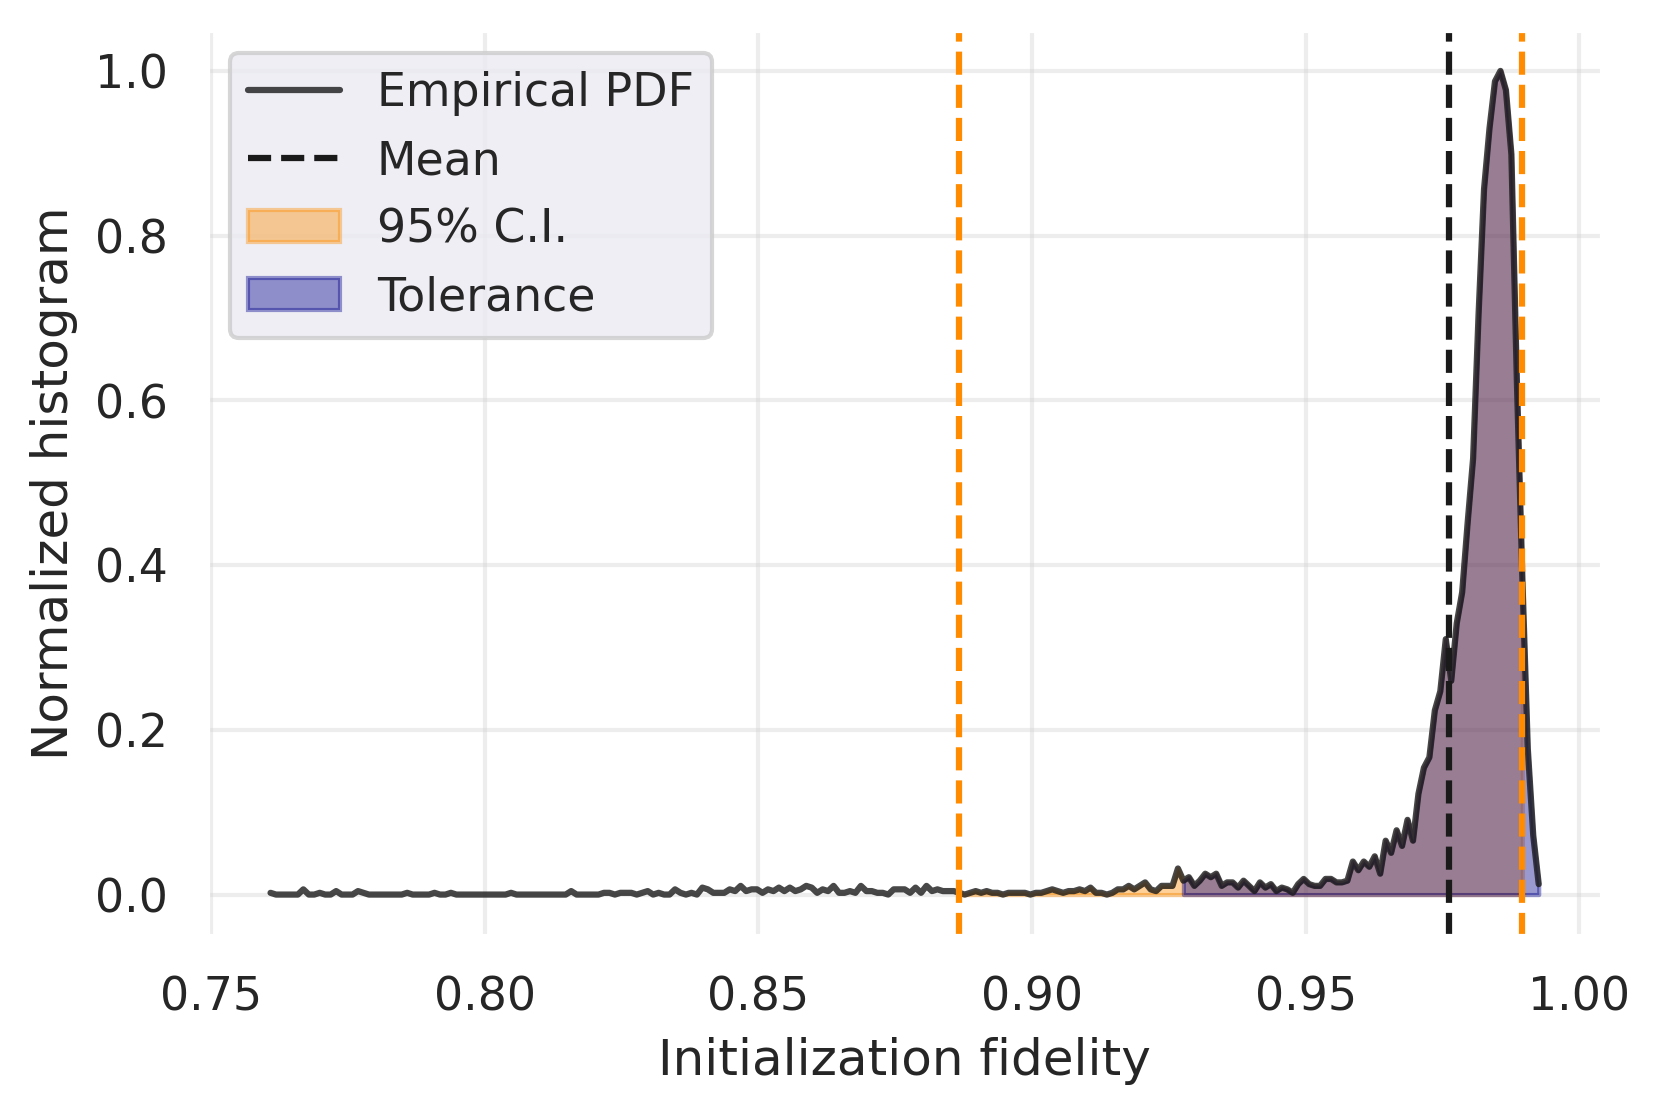 Empirical PDF
Mean
95% C.I.
Tolerance
Normalized histogram
1.0
0.8
0.6
0.4
0.2
0.0
0.75 0.80 0.85 0.90 0.95 1.00
Initialization fidelity